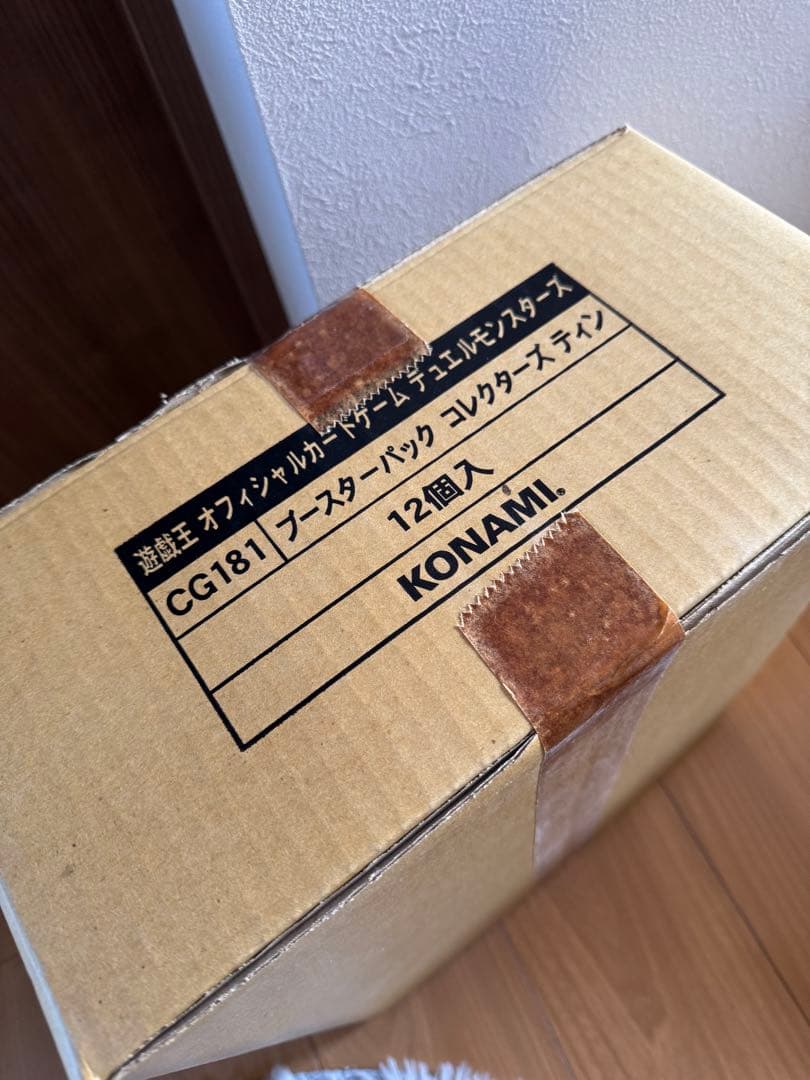 遊戯王 オフィシャルカードゲーム デュエルモンスターズ
CG181 ブースターパック コレクターズ ティン
12個入
KONAMI®